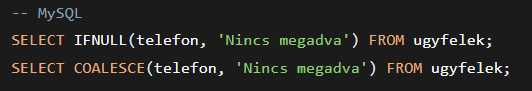 -- MySQL
SELECT IFNULL(telefon, 'Nincs megadva') FROM ugyfelek;
SELECT COALESCE(telefon, 'Nincs megadva') FROM ugyfelek;